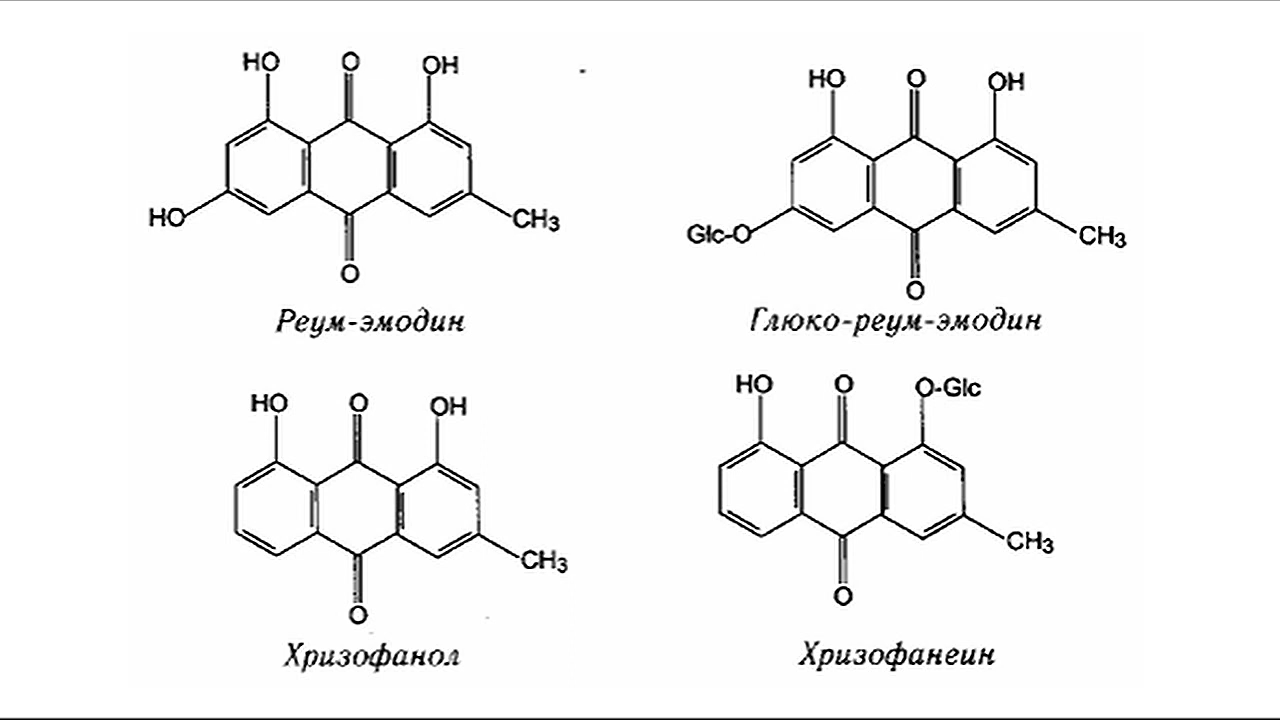 HO O OH
HO CH3
O
Реум-эмодин
HO O OH
Glc-O CH3
O
Глюко-реум-эмодин
HO O OH
CH3
O
Хризофанол
HO O O-Glc
CH3
O
Хризофанеин